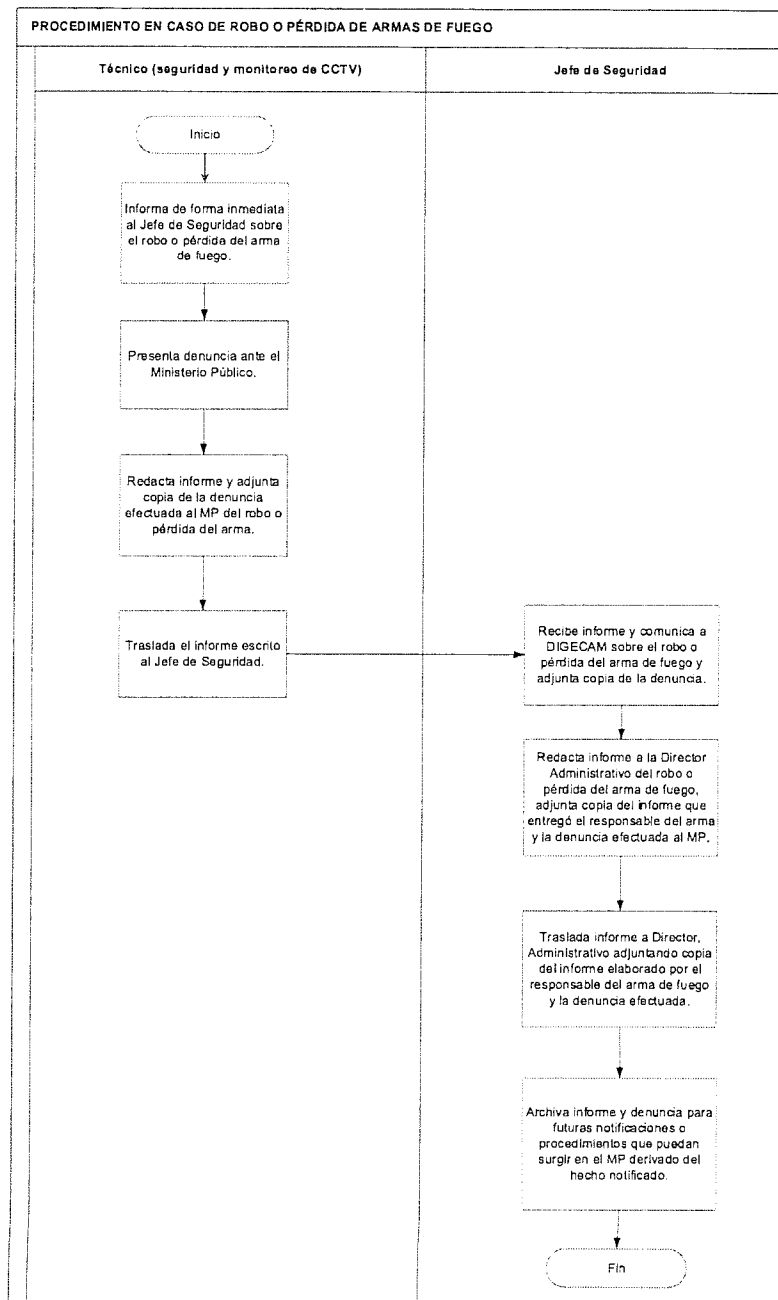 PROCEDIMIENTO EN CASO DE ROBO O PÉRDIDA DE ARMAS DE FUEGO
Técnico (seguridad y monitoreo de CCTV)
Jefe de Seguridad
Inicio
Informa de forma inmediata
al Jefe de Seguridad sobre
el robo o pérdida del arma
de fuego.
Presenta denuncia ante el
Ministerio Público.
Redacta informe y adjunta
copia de la denuncia
efectuada al MP del robo o
pérdida del arma.
Traslada el informe escrito
al Jefe de Seguridad.
Recibe informe y comunica a
DIGECAM sobre el robo o
pérdida del arma de fuego y
adjunta copia de la denuncia.
Redacta informe a la Director
Administrativo del robo o
pérdida del arma de fuego,
adjunta copia del informe que
entregó el responsable del arma
y la denuncia efectuada al MP.
Traslada informe a Director,
Administrativo adjuntando copia
del informe elaborado por el
responsable del arma de fuego
y la denuncia efectuada.
Archiva informe y denuncia para
futuras notificaciones o
procedimientos que puedan
surgir en el MP derivado del
hecho notificado.
Fin